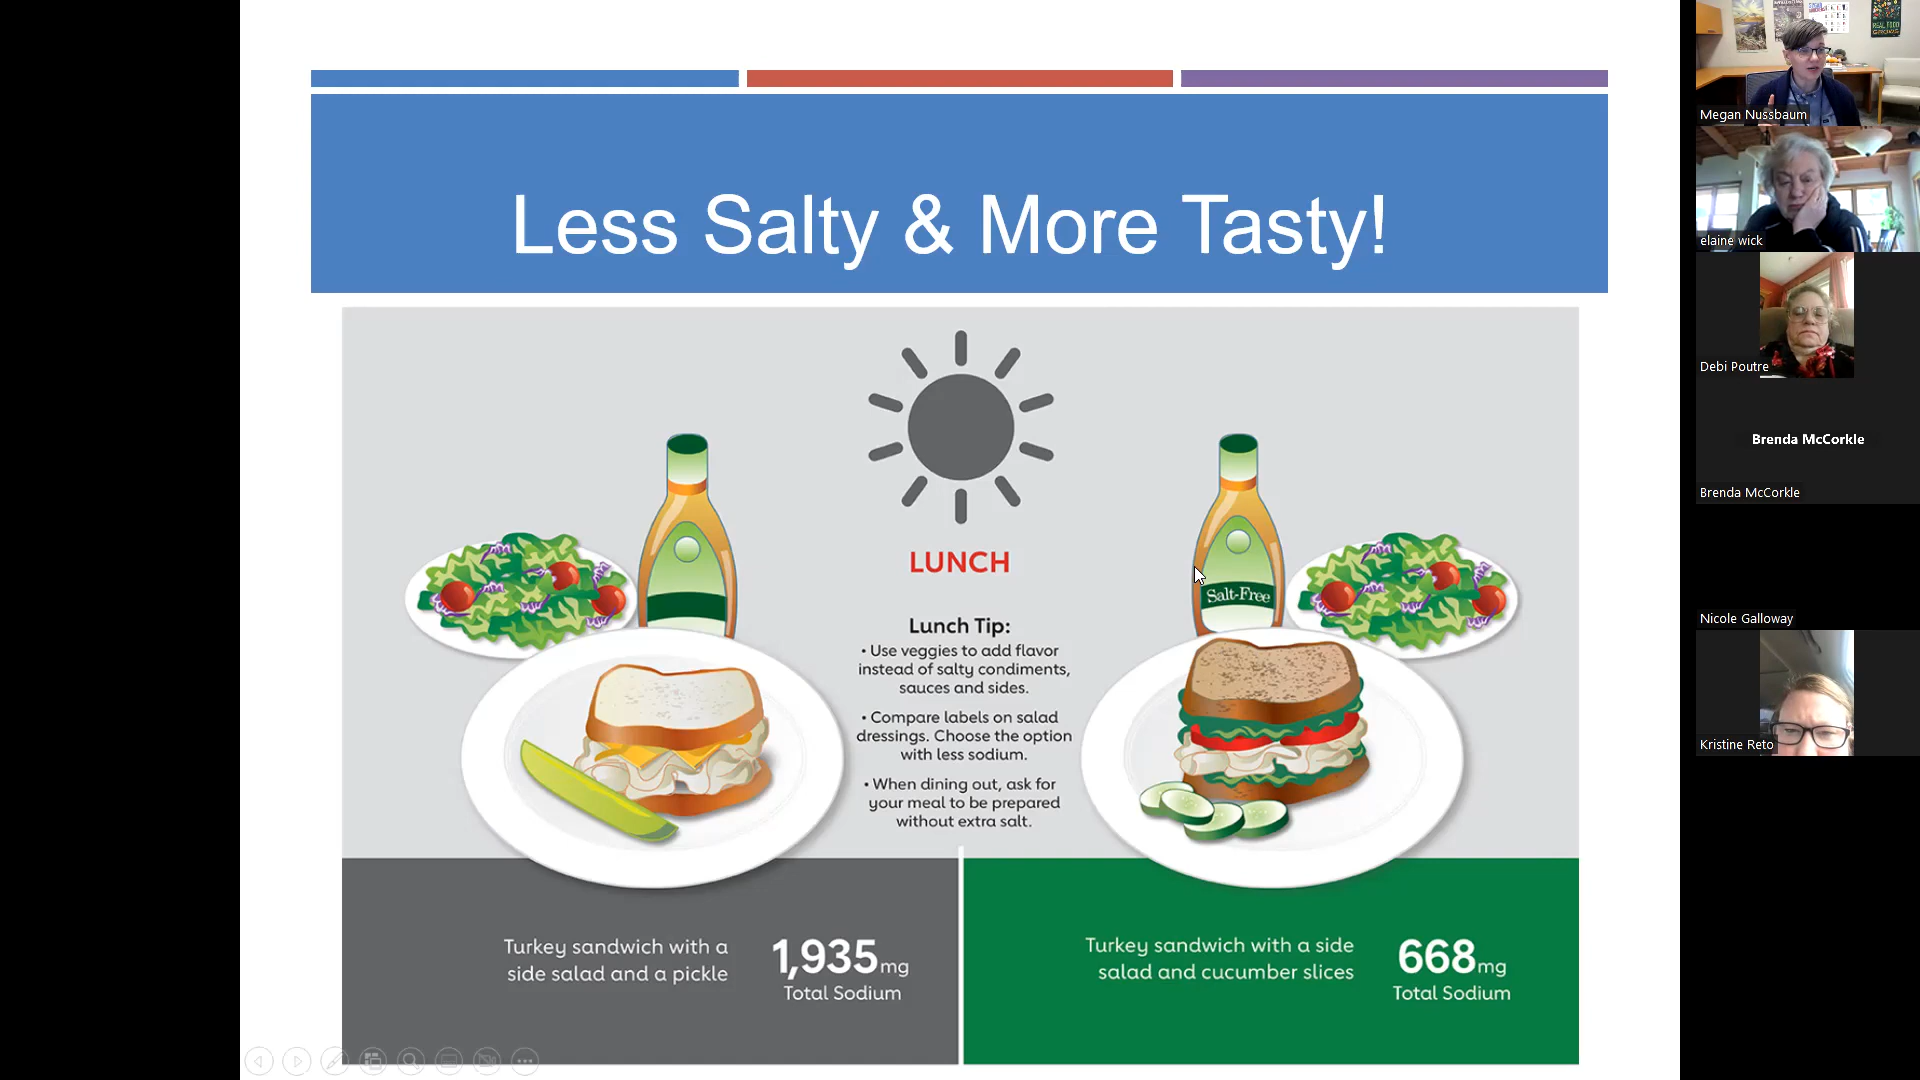 Less Salty & More Tasty!
LUNCH
Lunch Tip:
• Use veggies to add flavor
instead of salty condiments,
sauces and sides.
• Compare labels on salad
dressings. Choose the option
with less sodium.
• When dining out, ask for
your meal to be prepared
without extra salt.
Salt-Free
Turkey sandwich with a
side salad and a pickle
1,935mg
Total Sodium
Turkey sandwich with a side
salad and cucumber slices
668mg
Total Sodium
REAL FOOD
GROWS
Megan Nussbaum
elaine wick
Debi Poutre
Brenda McCorkle
Brenda McCorkle
Nicole Galloway
Kristine Reto